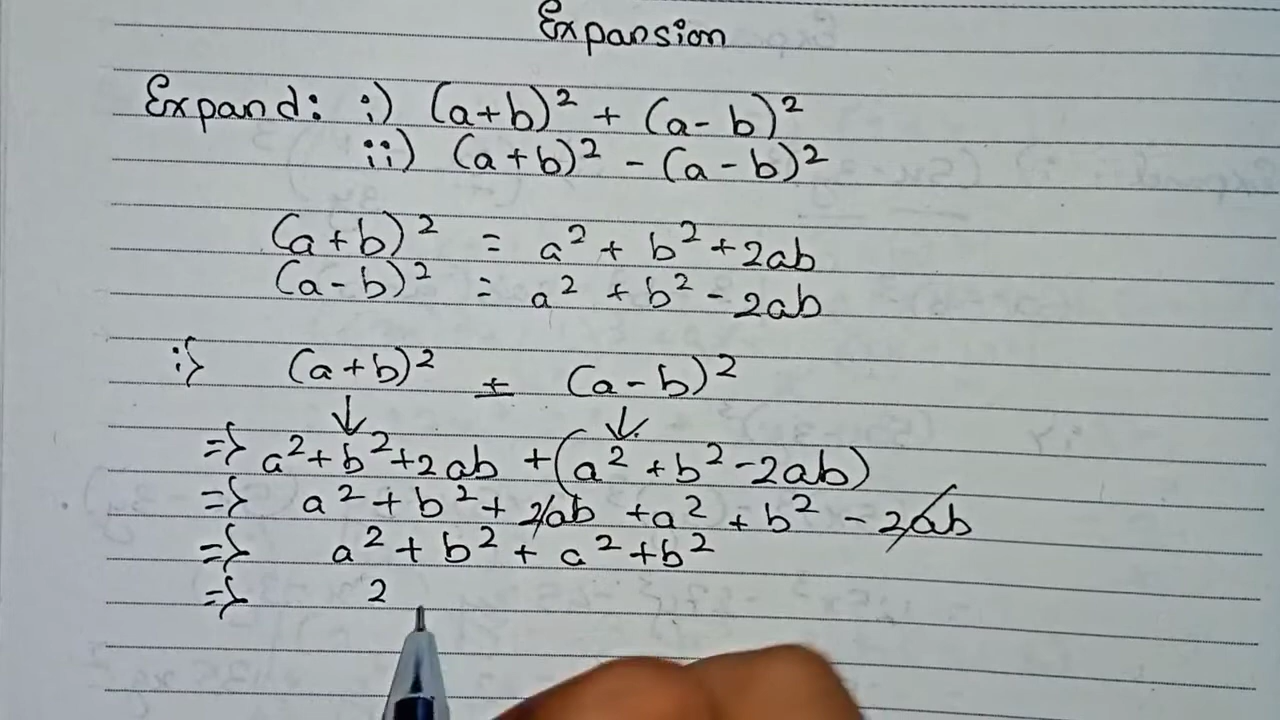 Expansion
Expand: i) (a+b)² + (a-b)²
ii) (a+b)² - (a-b)²
(a+b)² = a² + b² + 2ab
(a-b)² = a² + b² - 2ab
i} (a+b)² + (a-b)²
↓ ↓
=> a²+b²+2ab +(a²+b²-2ab)
=> a² + b² + 2ab + a² + b² - 2ab
=> a² + b² + a² + b²
=> 2